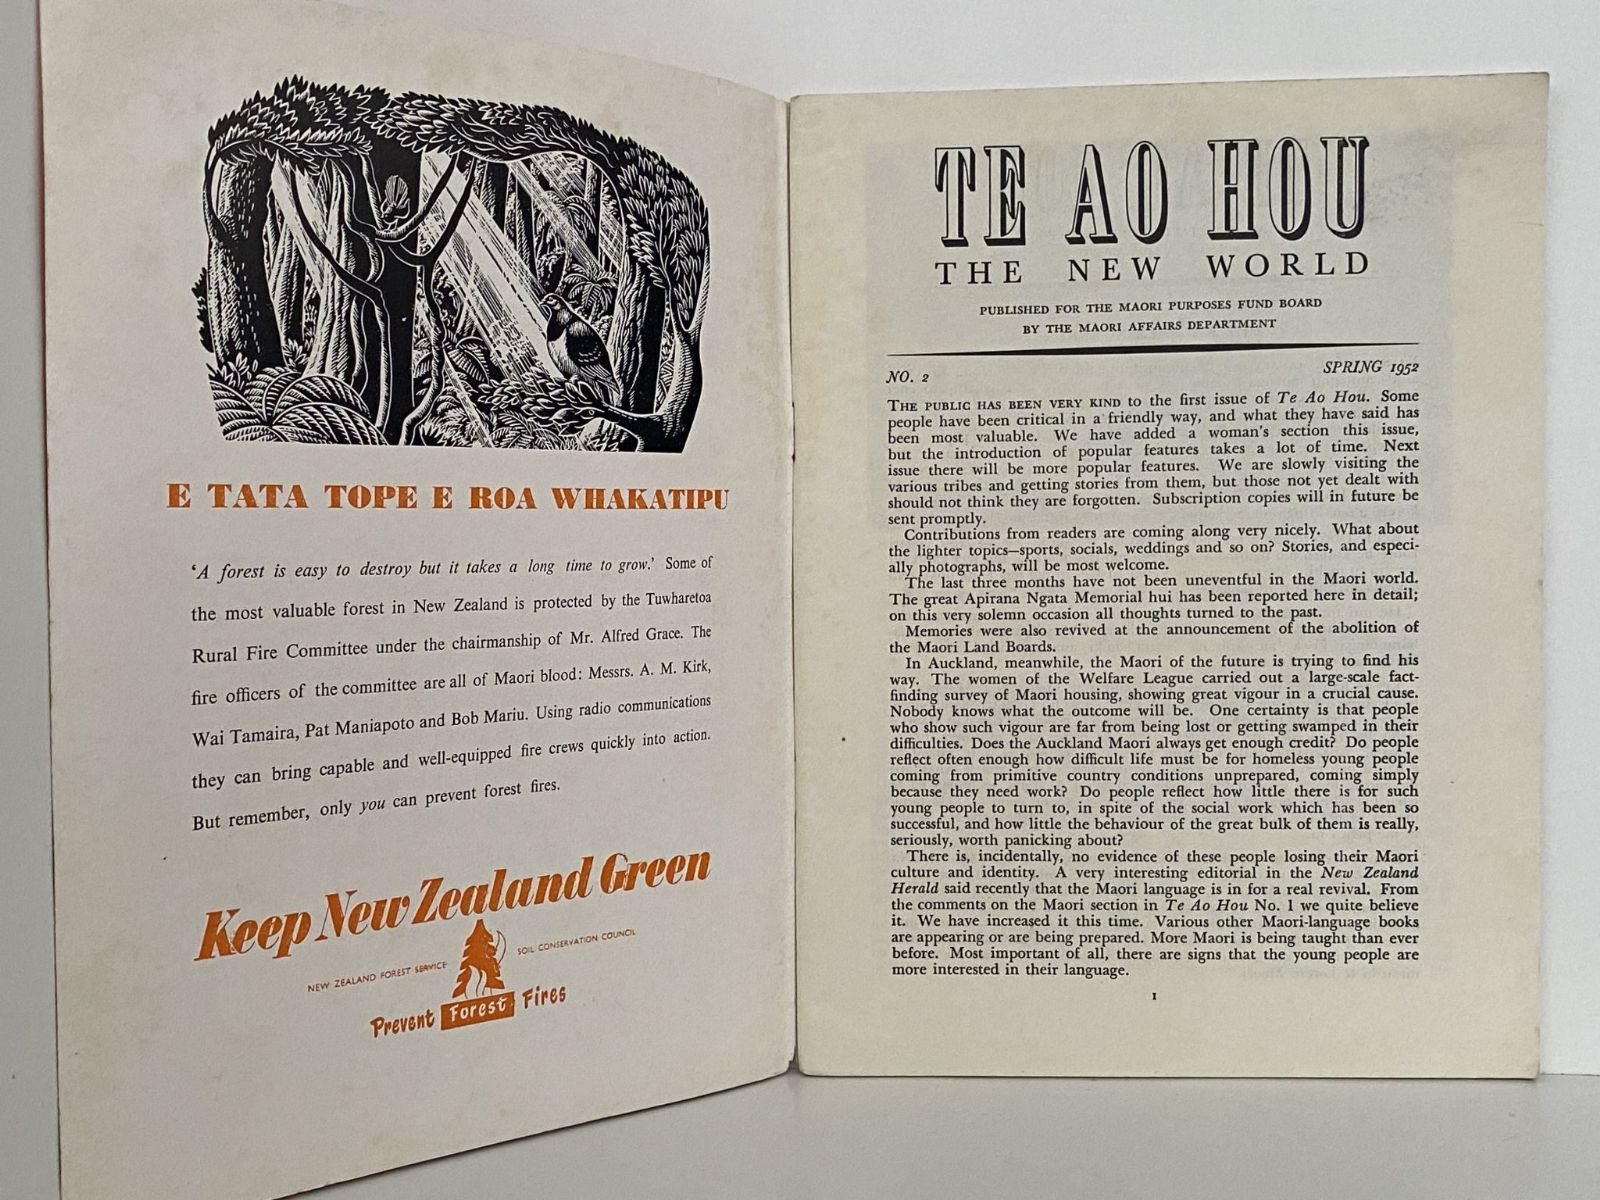 E TATA TOPE E ROA WHAKATIPU
‘A forest is easy to destroy but it takes a long time to grow.’ Some of
the most valuable forest in New Zealand is protected by the Tuwharetoa
Rural Fire Committee under the chairmanship of Mr. Alfred Grace. The
fire officers of the committee are all of Maori blood: Messrs. A. M. Kirk,
Wai Tamaira, Pat Maniapoto and Bob Mariu. Using radio communications
they can bring capable and well-equipped fire crews quickly into action.
But remember, only you can prevent forest fires.
Keep New Zealand Green
NEW ZEALAND FOREST SERVICE
SOIL CONSERVATION COUNCIL
Prevent Forest Fires
TE AO HOU
THE NEW WORLD
PUBLISHED FOR THE MAORI PURPOSES FUND BOARD
BY THE MAORI AFFAIRS DEPARTMENT
NO. 2
SPRING 1952
THE PUBLIC HAS BEEN VERY KIND to the first issue of Te Ao Hou. Some
people have been critical in a friendly way, and what they have said has
been most valuable. We have added a woman's section this issue,
but the introduction of popular features takes a lot of time. Next
issue there will be more popular features. We are slowly visiting the
various tribes and getting stories from them, but those not yet dealt with
should not think they are forgotten. Subscription copies will in future be
sent promptly.
Contributions from readers are coming along very nicely. What about
the lighter topics—sports, socials, weddings and so on? Stories, and especi-
ally photographs, will be most welcome.
The last three months have not been uneventful in the Maori world.
The great Apirana Ngata Memorial hui has been reported here in detail;
on this very solemn occasion all thoughts turned to the past.
Memories were also revived at the announcement of the abolition of
the Maori Land Boards.
In Auckland, meanwhile, the Maori of the future is trying to find his
way. The women of the Welfare League carried out a large-scale fact-
finding survey of Maori housing, showing great vigour in a crucial cause.
Nobody knows what the outcome will be. One certainty is that people
who show such vigour are far from being lost or getting swamped in their
difficulties. Does the Auckland Maori always get enough credit? Do people
reflect often enough how difficult life must be for homeless young people
coming from primitive country conditions unprepared, coming simply
because they need work? Do people reflect how little there is for such
young people to turn to, in spite of the social work which has been so
successful, and how little the behaviour of the great bulk of them is really,
seriously, worth panicking about?
There is, incidentally, no evidence of these people losing their Maori
culture and identity. A very interesting editorial in the New Zealand
Herald said recently that the Maori language is in for a real revival. From
the comments on the Maori section in Te Ao Hou No. 1 we quite believe
it. We have increased it this time. Various other Maori-language books
are appearing or are being prepared. More Maori is being taught than ever
before. Most important of all, there are signs that the young people are
more interested in their language.
1